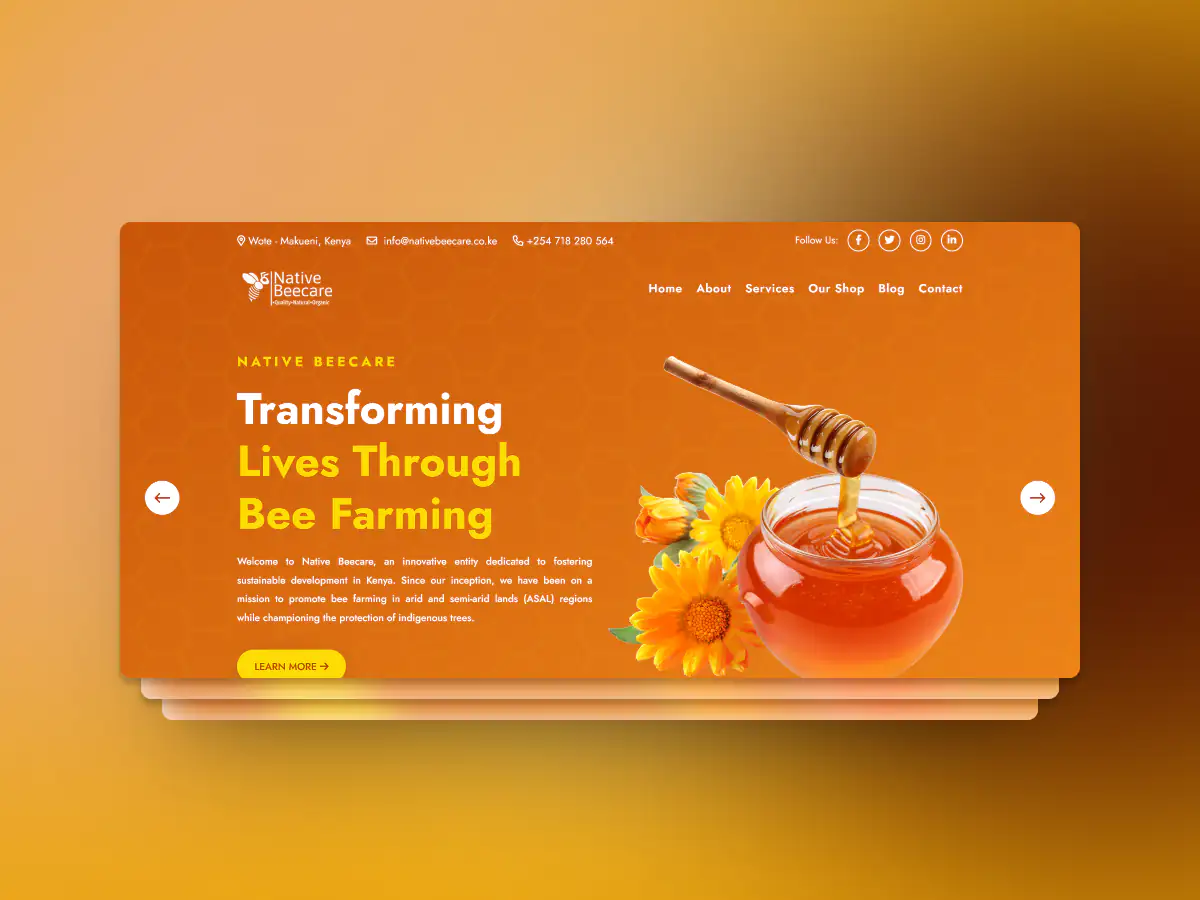 Wote - Makueni, Kenya info@nativebeecare.co.ke +254 718 280 564
Follow Us:
Native
Beecare
•Quality•Natural•Organic
Home About Services Our Shop Blog Contact
NATIVE BEECARE
Transforming
Lives Through
Bee Farming
Welcome to Native Beecare, an innovative entity dedicated to fostering
sustainable development in Kenya. Since our inception, we have been on a
mission to promote bee farming in arid and semi-arid lands (ASAL) regions
while championing the protection of indigenous trees.
LEARN MORE →